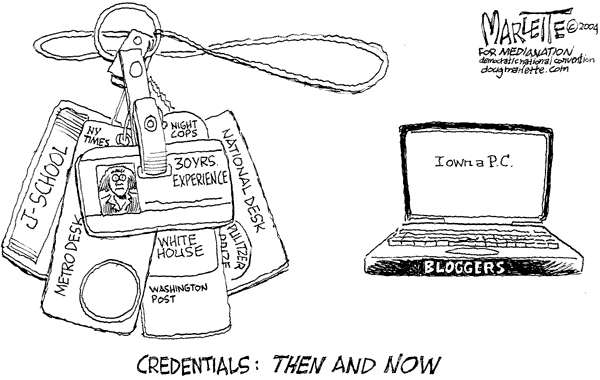 MARLETTE © 2004
FOR MEDIANATION
democratic national convention
dougmarlette.com
NY TIMES
NIGHT COPS
J-SCHOOL
METRO DESK
30 YRS. EXPERIENCE
NATIONAL DESK
PULITZER PRIZE
WHITE HOUSE
WASHINGTON POST
I own a P.C.
BLOGGERS
CREDENTIALS: THEN AND NOW